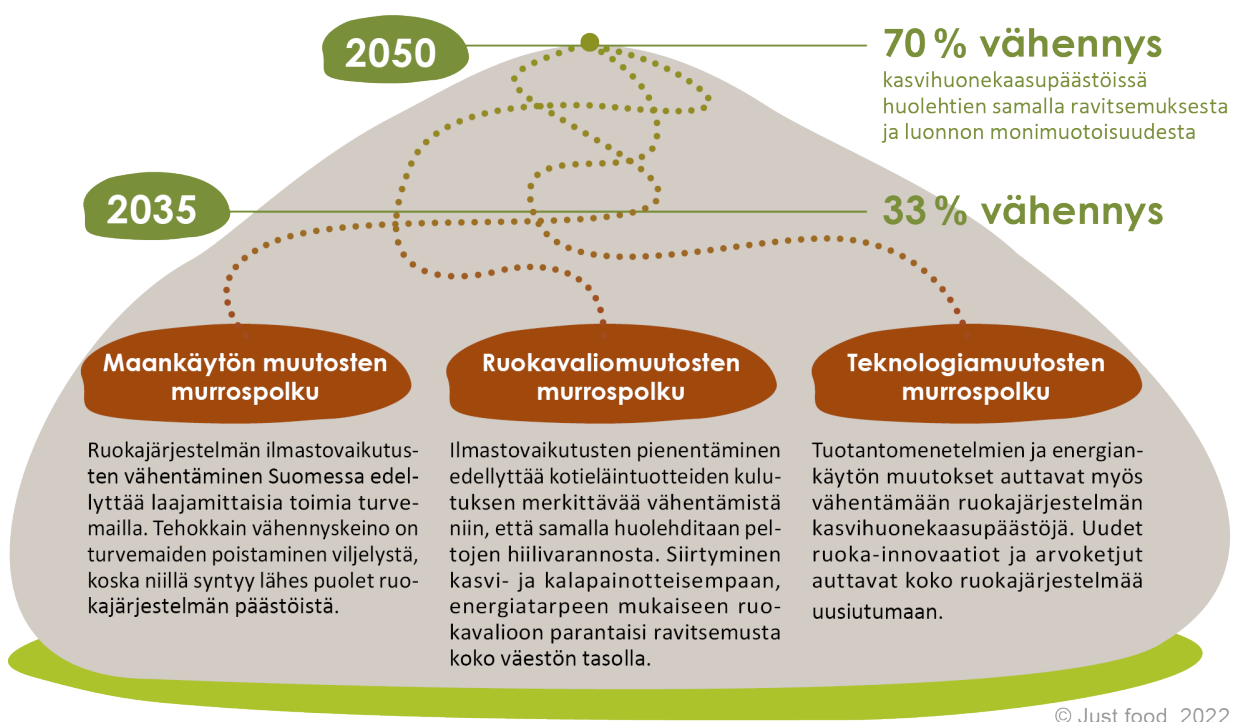 2050
70 % vähennys
kasvihuonekaasupäästöissä
huolehtien samalla ravitsemuksesta
ja luonnon monimuotoisuudesta
2035
33 % vähennys
Maankäytön muutosten
murrospolku
Ruokajärjestelmän ilmastovaikutus-
ten vähentäminen Suomessa edel-
lyttää laajamittaisia toimia turve-
mailla. Tehokkain vähennyskeino on
turvemaiden poistaminen viljelystä,
koska niillä syntyy lähes puolet ruo-
kajärjestelmän päästöistä.
Ruokavaliomuutosten
murrospolku
Ilmastovaikutusten pienentäminen
edellyttää kotieläintuotteiden kulu-
tuksen merkittävää vähentämistä
niin, että samalla huolehditaan pel-
tojen hiilivarannosta. Siirtyminen
kasvi- ja kalapainotteisempaan,
energiatarpeen mukaiseen ruo-
kavalioon parantaisi ravitsemusta
koko väestön tasolla.
Teknologiamuutosten
murrospolku
Tuotantomenetelmien ja energian-
käytön muutokset auttavat myös
vähentämään ruokajärjestelmän
kasvihuonekaasupäästöjä. Uudet
ruoka-innovaatiot ja arvoketjut
auttavat koko ruokajärjestelmää
uusiutumaan.
© Just food, 2022